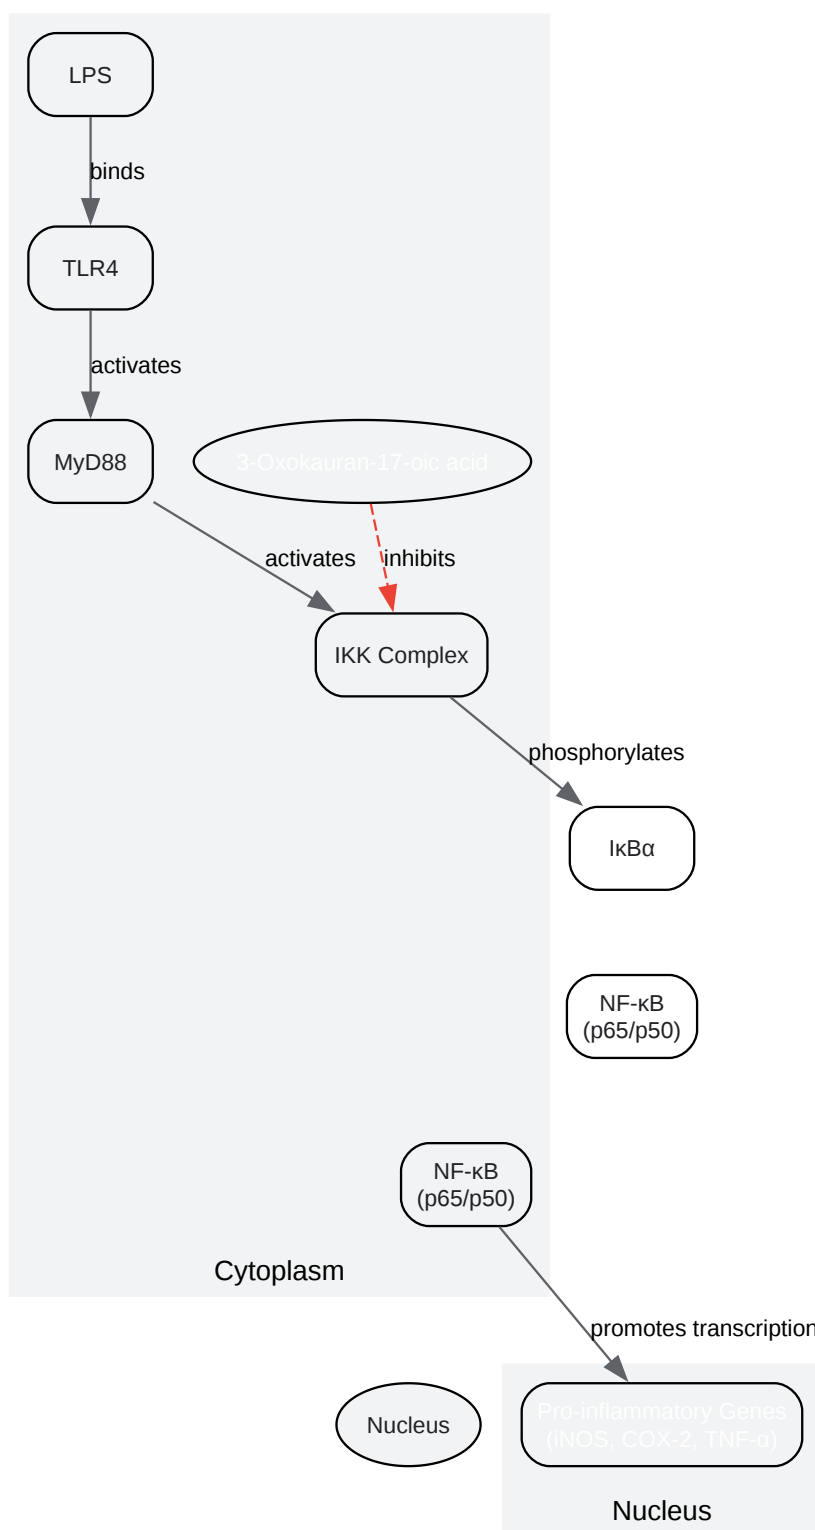 LPS
binds
TLR4
activates
MyD88
3-Oxokauran-17-oic acid
activates
inhibits
IKK Complex
phosphorylates
IκBα
NF-κB
(p65/p50)
NF-κB
(p65/p50)
Cytoplasm
promotes transcription
Nucleus
Pro-inflammatory Genes
(iNOS, COX-2, TNF-α)
Nucleus